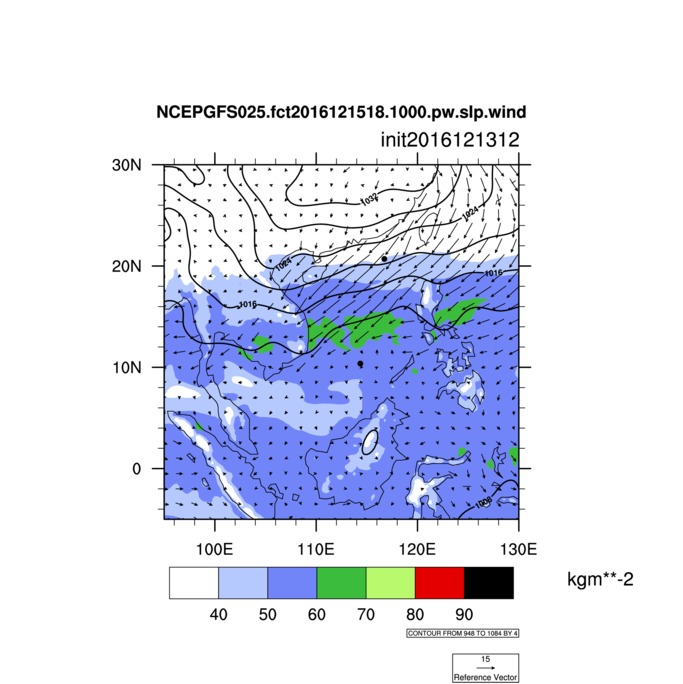 NCEPGFS025.fct2016121518.1000.pw.slp.wind
init2016121312
30N
1032
1024
1024
20N
1016
1016
10N
0
1008
100E 110E 120E 130E
kgm**-2
40 50 60 70 80 90
CONTOUR FROM 948 TO 1084 BY 4
15
Reference Vector